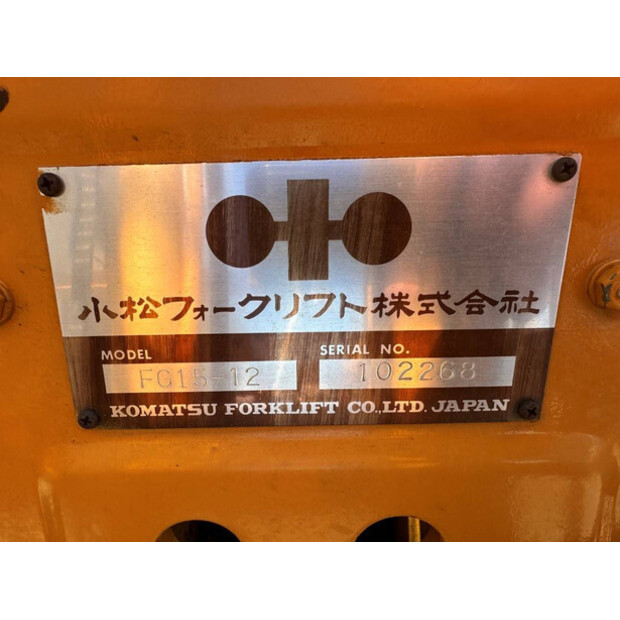 小松フォークリフト株式会社
MODEL SERIAL NO.
FG15-12 102268
KOMATSU FORKLIFT CO.,LTD. JAPAN